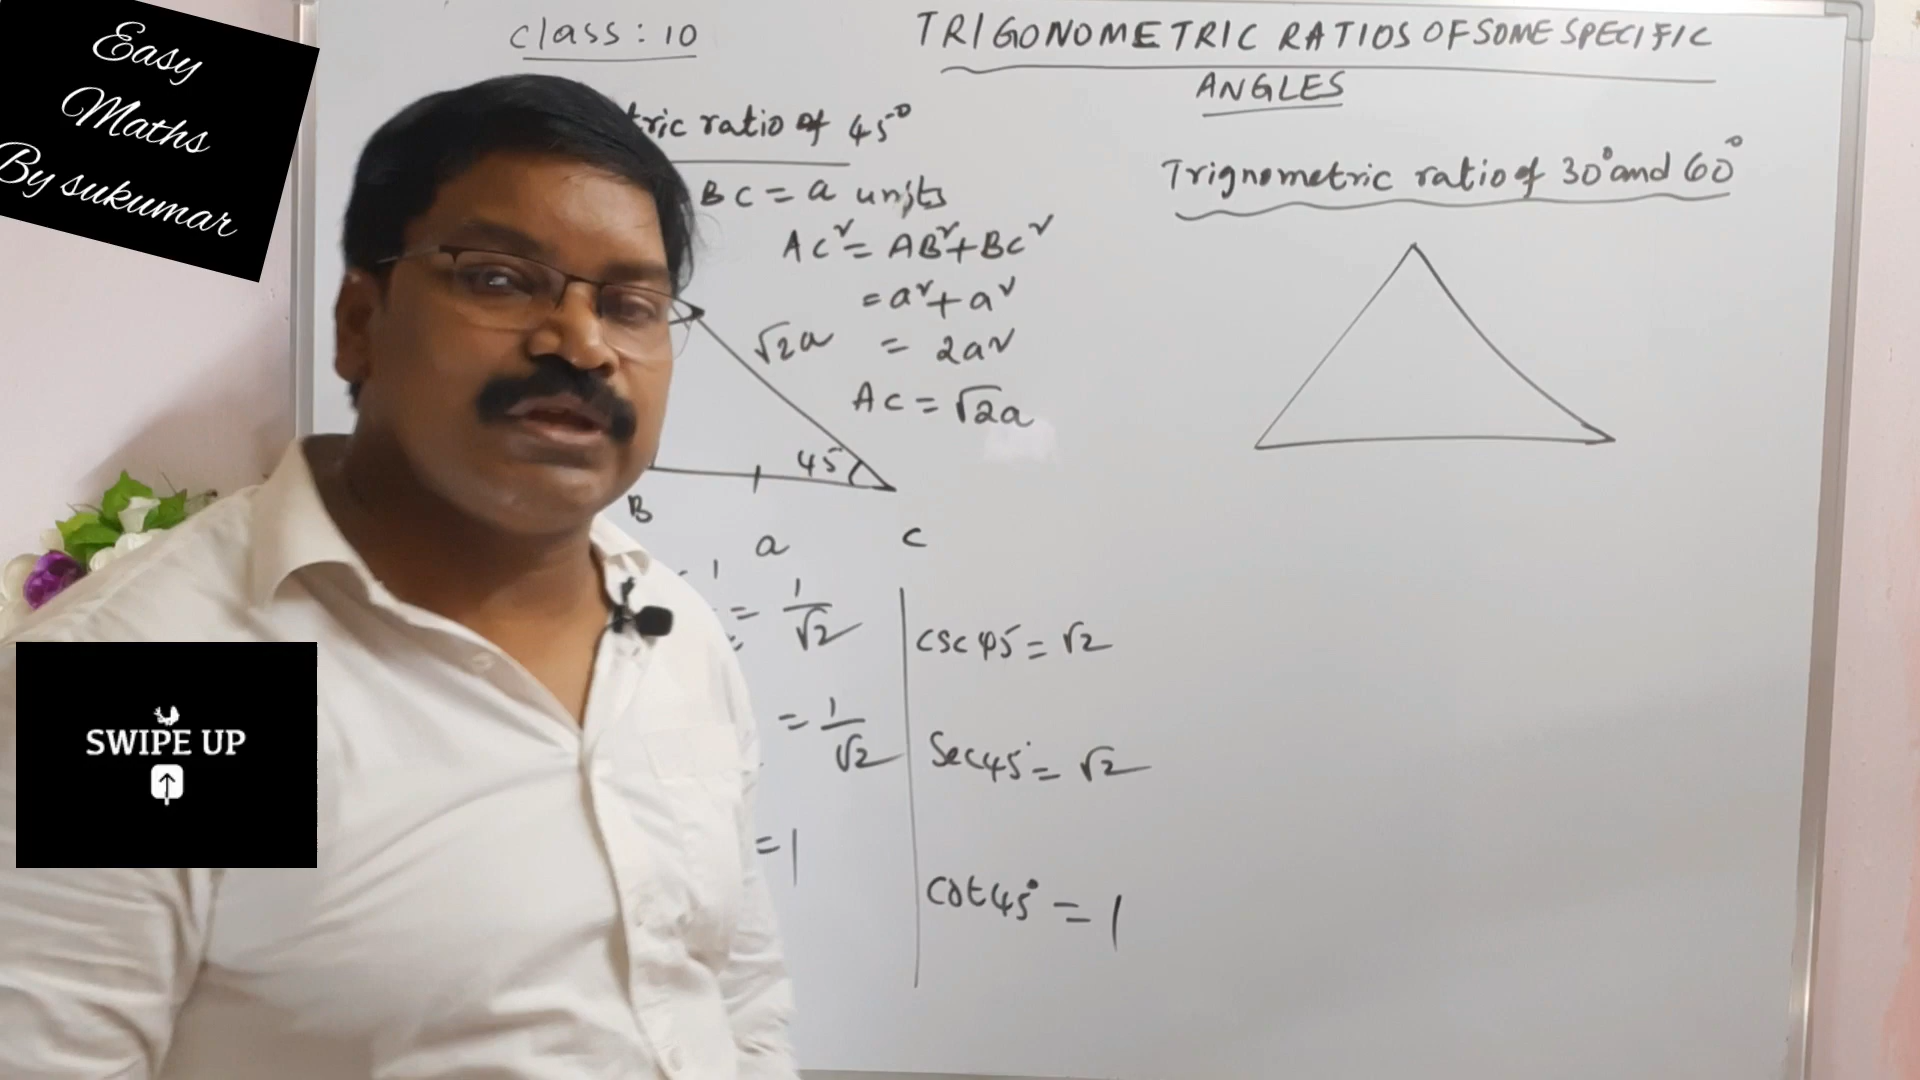 Easy
Maths
By sukumar
SWIPE UP
class : 10
TRIGONOMETRIC RATIOS OF SOME SPECIFIC
ANGLES
ratio of 45°
BC = a units
AC² = AB² + BC²
= a² + a²
= 2a²
AC = √2a
√2a
45
B
a
C
= 1/√2
= 1/√2
= 1
csc 45 = √2
Sec 45° = √2
cot 45° = 1
Trignometric ratio of 30° and 60°